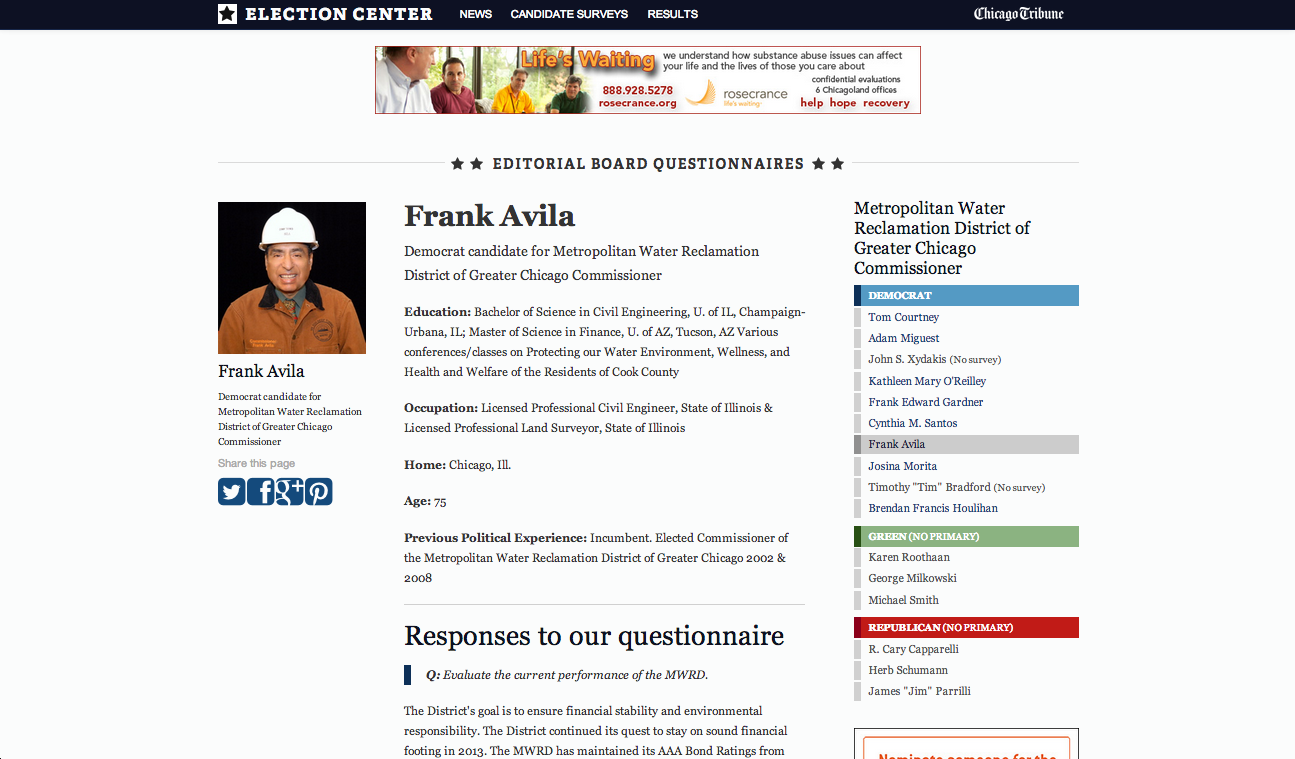 ELECTION CENTER NEWS CANDIDATE SURVEYS RESULTS Chicago Tribune
Life's Waiting
we understand how substance abuse issues can affect
your life and the lives of those you care about
888.928.5278
rosecrance.org
rosecrance
life's waiting
confidential evaluations
6 Chicagoland offices
help hope recovery
EDITORIAL BOARD QUESTIONNAIRES
Frank Avila
Democrat candidate for
Metropolitan Water Reclamation
District of Greater Chicago
Commissioner
Share this page
Frank Avila
Democrat candidate for Metropolitan Water Reclamation
District of Greater Chicago Commissioner
Education: Bachelor of Science in Civil Engineering, U. of IL, Champaign-
Urbana, IL; Master of Science in Finance, U. of AZ, Tucson, AZ Various
conferences/classes on Protecting our Water Environment, Wellness, and
Health and Welfare of the Residents of Cook County
Occupation: Licensed Professional Civil Engineer, State of Illinois &
Licensed Professional Land Surveyor, State of Illinois
Home: Chicago, Ill.
Age: 75
Previous Political Experience: Incumbent. Elected Commissioner of
the Metropolitan Water Reclamation District of Greater Chicago 2002 &
2008
Responses to our questionnaire
Q: Evaluate the current performance of the MWRD.
The District's goal is to ensure financial stability and environmental
responsibility. The District continued its quest to stay on sound financial
footing in 2013. The MWRD has maintained its AAA Bond Ratings from
Metropolitan Water
Reclamation District of
Greater Chicago
Commissioner
DEMOCRAT
Tom Courtney
Adam Miguest
John S. Xydakis (No survey)
Kathleen Mary O'Reilley
Frank Edward Gardner
Cynthia M. Santos
Frank Avila
Josina Morita
Timothy "Tim" Bradford (No survey)
Brendan Francis Houlihan
GREEN (NO PRIMARY)
Karen Roothaan
George Milkowski
Michael Smith
REPUBLICAN (NO PRIMARY)
R. Cary Capparelli
Herb Schumann
James "Jim" Parrilli
Nominate someone for the